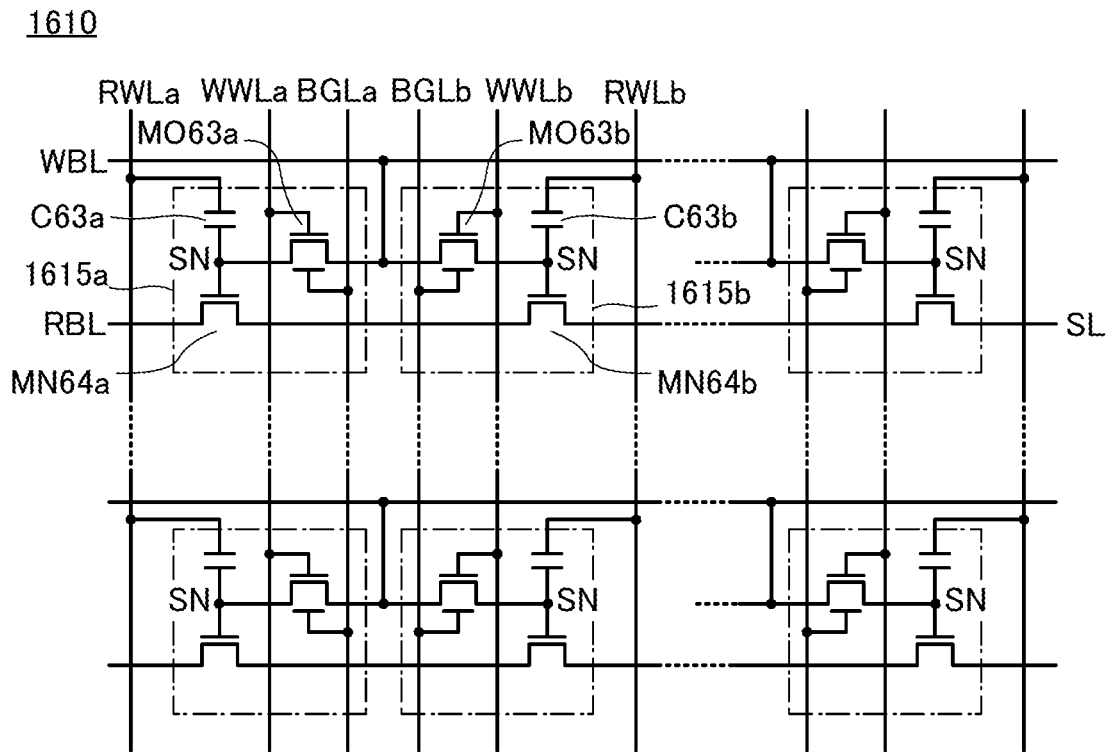 1610
RWLa WWLa BGLa BGLb WWLb RWLb
MO63a MO63b
WBL
C63a C63b
SN SN SN
1615a 1615b
RBL SL
MN64a MN64b
SN SN SN